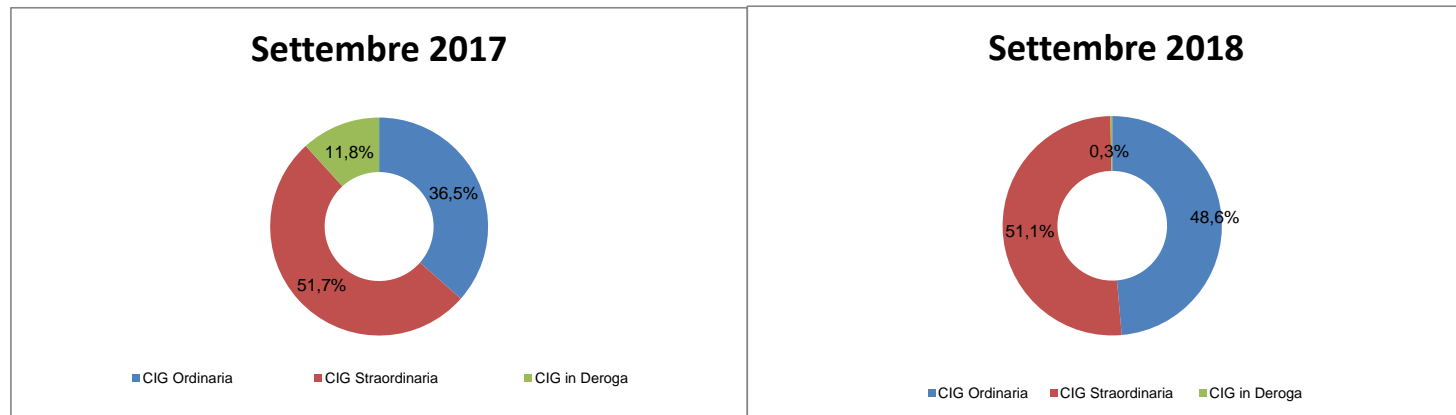 Settembre 2017
11,8%
36,5%
51,7%
CIG Ordinaria CIG Straordinaria CIG in Deroga
Settembre 2018
0,3%
48,6%
51,1%
CIG Ordinaria CIG Straordinaria CIG in Deroga